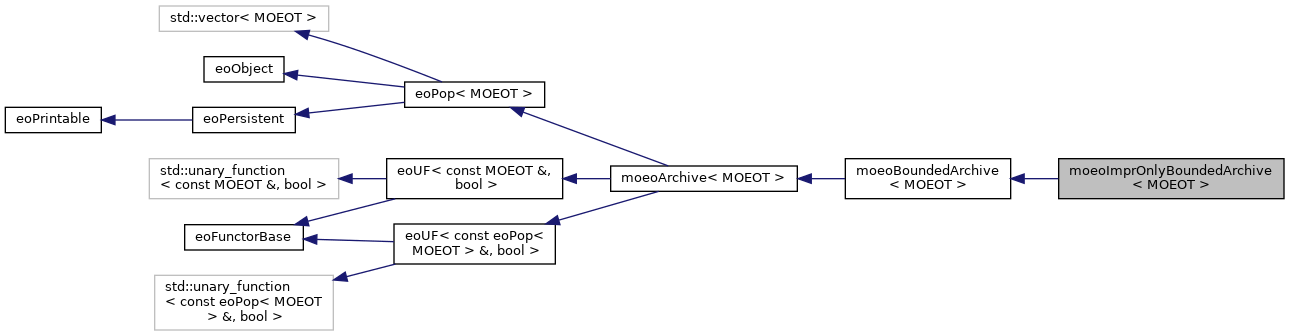 std::vector< MOEOT >
eoObject
eoPop< MOEOT >
eoPrintable
eoPersistent
std::unary_function
< const MOEOT &, bool >
eoUF< const MOEOT &,
bool >
moeoArchive< MOEOT >
moeoBoundedArchive
< MOEOT >
moeoImprOnlyBoundedArchive
< MOEOT >
eoFunctorBase
eoUF< const eoPop<
MOEOT > &, bool >
std::unary_function
< const eoPop< MOEOT
> &, bool >